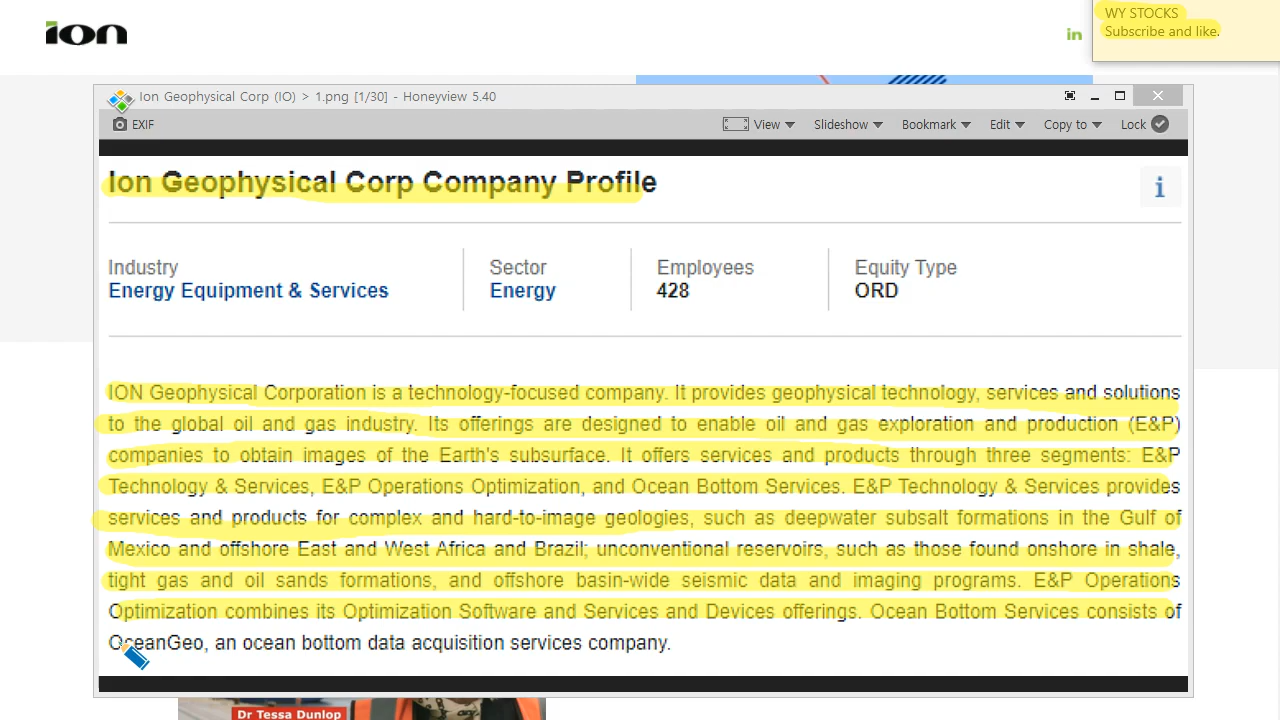 ion
in
WY STOCKS
Subscribe and like.
Ion Geophysical Corp (IO) > 1.png [1/30] - Honeyview 5.40
EXIF
View
Slideshow
Bookmark
Edit
Copy to
Lock
Ion Geophysical Corp Company Profile
i
Industry
Sector
Employees
Equity Type
Energy Equipment & Services
Energy
428
ORD
ION Geophysical Corporation is a technology-focused company. It provides geophysical technology, services and solutions
to the global oil and gas industry. Its offerings are designed to enable oil and gas exploration and production (E&P)
companies to obtain images of the Earth's subsurface. It offers services and products through three segments: E&P
Technology & Services, E&P Operations Optimization, and Ocean Bottom Services. E&P Technology & Services provides
services and products for complex and hard-to-image geologies, such as deepwater subsalt formations in the Gulf of
Mexico and offshore East and West Africa and Brazil; unconventional reservoirs, such as those found onshore in shale,
tight gas and oil sands formations, and offshore basin-wide seismic data and imaging programs. E&P Operations
Optimization combines its Optimization Software and Services and Devices offerings. Ocean Bottom Services consists of
OceanGeo, an ocean bottom data acquisition services company.
Dr Tessa Dunlop